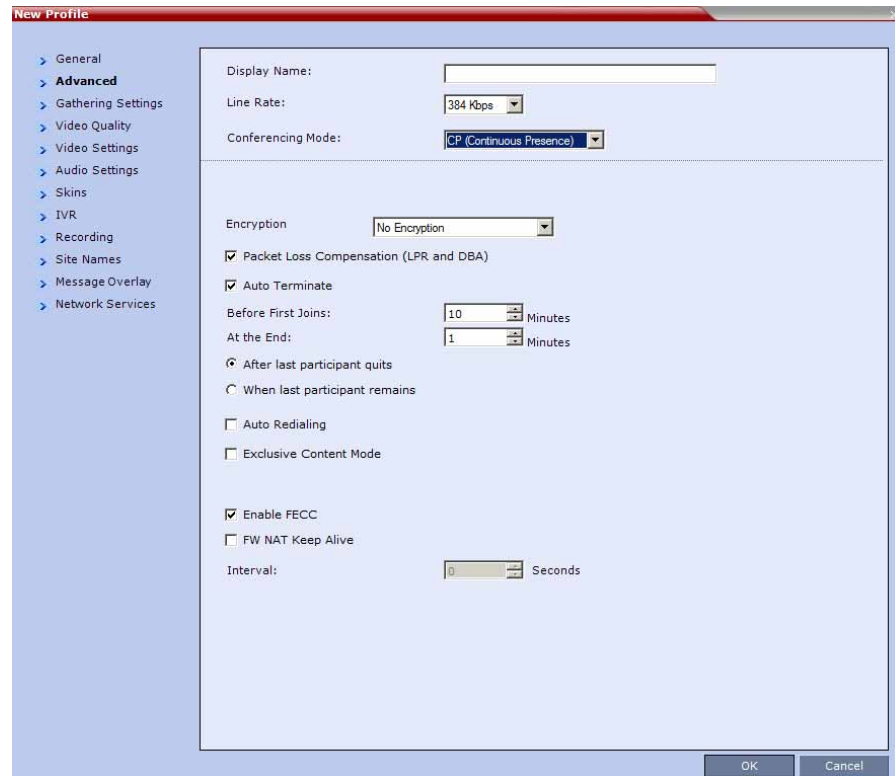 New Profile
General
Advanced
Gathering Settings
Video Quality
Video Settings
Audio Settings
Skins
IVR
Recording
Site Names
Message Overlay
Network Services
Display Name:
Line Rate: 384 Kbps
Conferencing Mode: CP (Continuous Presence)
Encryption No Encryption
Packet Loss Compensation (LPR and DBA)
Auto Terminate
Before First Joins: 10 Minutes
At the End: 1 Minutes
After last participant quits
When last participant remains
Auto Redialing
Exclusive Content Mode
Enable FECC
FW NAT Keep Alive
Interval: 0 Seconds
OK Cancel